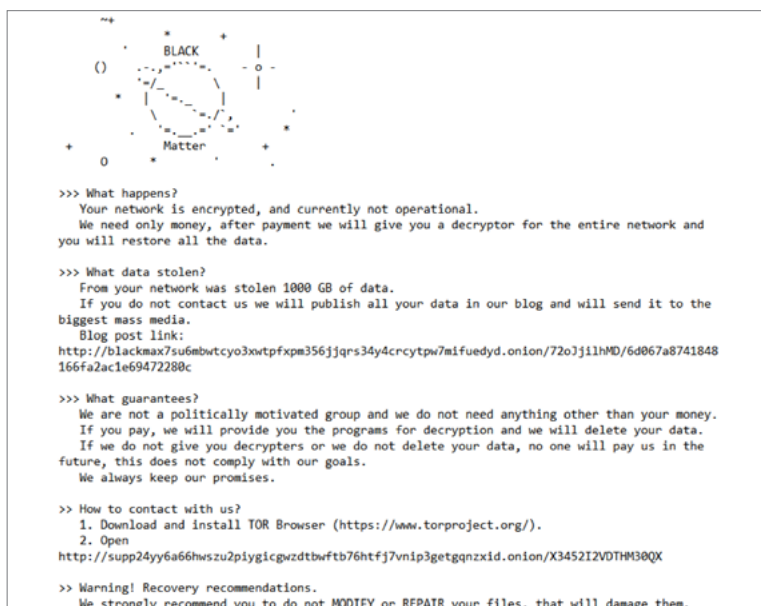 ~+
* +
' BLACK |
() .-.,='```'=. - o -
'=/_ \ |
* | '=._ |
\ `=./`, '
. '=.__.=' `=' *
+ Matter +
O * ' .
>>> What happens?
Your network is encrypted, and currently not operational.
We need only money, after payment we will give you a decryptor for the entire network and
you will restore all the data.
>>> What data stolen?
From your network was stolen 1000 GB of data.
If you do not contact us we will publish all your data in our blog and will send it to the
biggest mass media.
Blog post link:
http://blackmax7su6mbwtcyo3xwtpfxpm356jjqrs34y4crcytpw7mifuedyd.onion/72oJjilhMD/6d067a8741848
166fa2ac1e69472280c
>>> What guarantees?
We are not a politically motivated group and we do not need anything other than your money.
If you pay, we will provide you the programs for decryption and we will delete your data.
If we do not give you decrypters or we do not delete your data, no one will pay us in the
future, this does not comply with our goals.
We always keep our promises.
>> How to contact with us?
1. Download and install TOR Browser (https://www.torproject.org/).
2. Open
http://supp24yy6a66hwszu2piygicgwzdtbwftb76htfj7vnip3getgqnzxid.onion/X3452I2VDTHM30QX
>> Warning! Recovery recommendations.
We strongly recommend you to do not MODIFY or REPAIR your files, that will damage them.